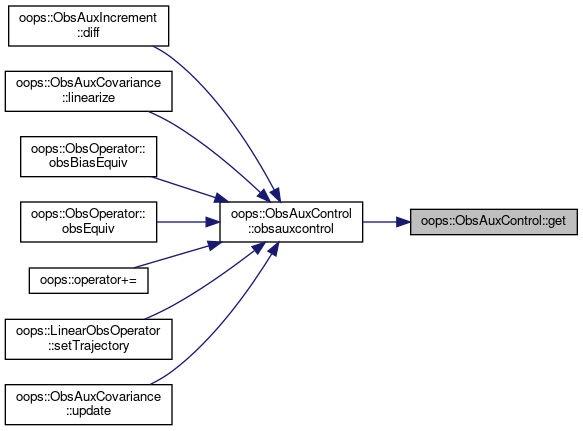 oops::ObsAuxIncrement
::diff
oops::ObsAuxCovariance
::linearize
oops::ObsOperator::
obsBiasEquiv
oops::ObsOperator::
obsEquiv
oops::operator+=
oops::LinearObsOperator
::setTrajectory
oops::ObsAuxCovariance
::update
oops::ObsAuxControl
::obsauxcontrol
oops::ObsAuxControl::get